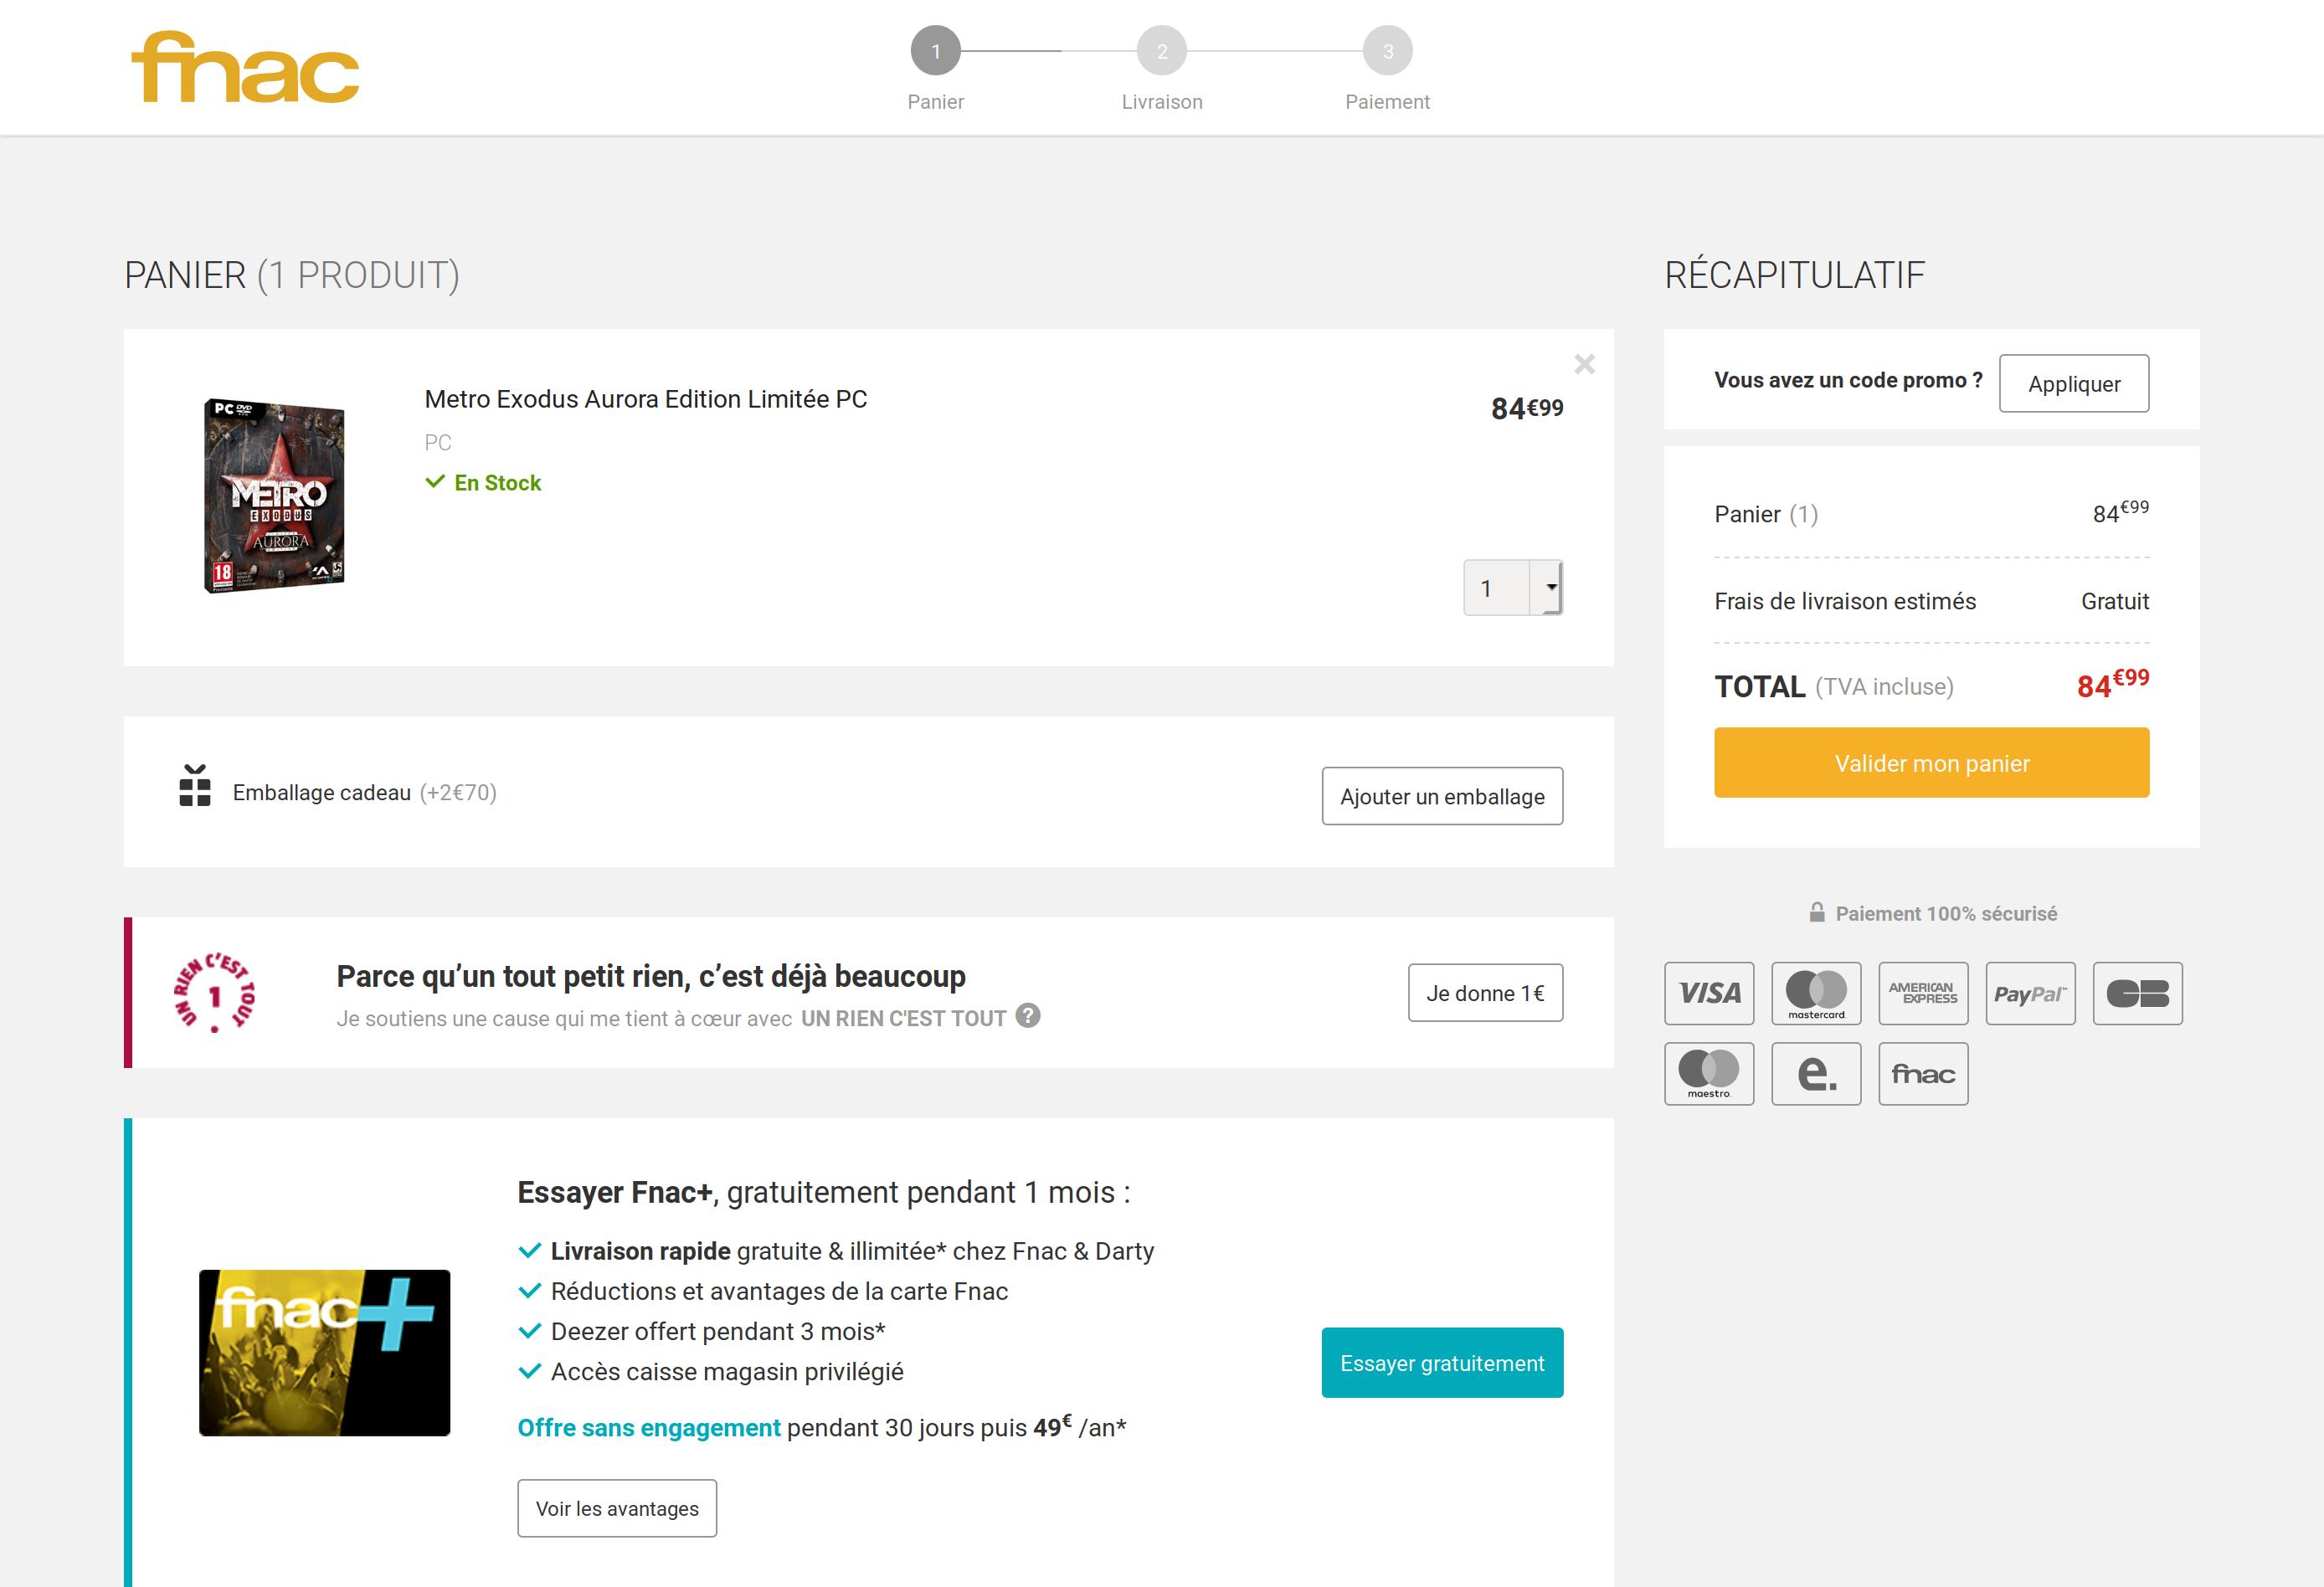 fnac
1
2
3
Panier
Livraison
Paiement
PANIER (1 PRODUIT)
Metro Exodus Aurora Edition Limitée PC
84€99
PC
En Stock
PC DVD
METRO
EXODUS
LIMITED
AURORA
EDITION
18
1
Emballage cadeau (+2€70)
Ajouter un emballage
UN RIEN C'EST TOUT
1
Parce qu’un tout petit rien, c’est déjà beaucoup
Je soutiens une cause qui me tient à cœur avec UN RIEN C'EST TOUT ?
Je donne 1€
fnac+
Essayer Fnac+, gratuitement pendant 1 mois :
Livraison rapide gratuite & illimitée* chez Fnac & Darty
Réductions et avantages de la carte Fnac
Deezer offert pendant 3 mois*
Accès caisse magasin privilégié
Offre sans engagement pendant 30 jours puis 49€ /an*
Voir les avantages
Essayer gratuitement
RÉCAPITULATIF
Vous avez un code promo ?
Appliquer
Panier (1)
84€99
Frais de livraison estimés
Gratuit
TOTAL (TVA incluse)
84€99
Valider mon panier
Paiement 100% sécurisé
VISA
mastercard.
AMERICAN
EXPRESS
PayPal™
CB
maestro.
e.
fnac